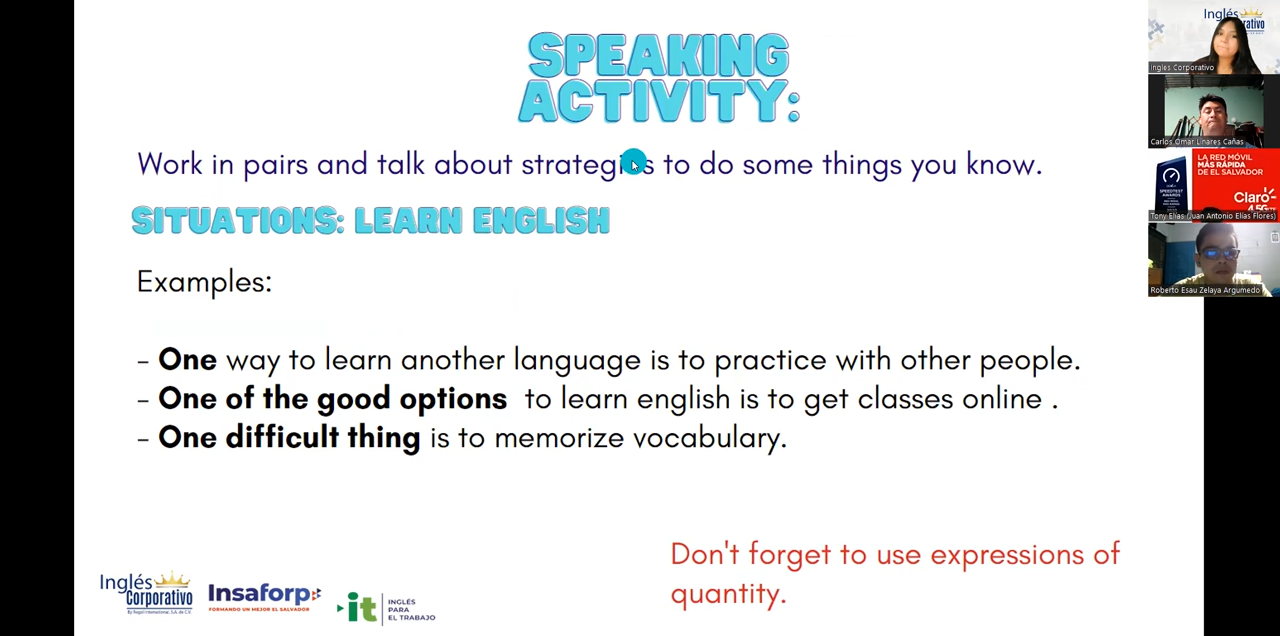 SPEAKING
ACTIVITY:
Work in pairs and talk about strategies to do some things you know.
SITUATIONS: LEARN ENGLISH
Examples:
- One way to learn another language is to practice with other people.
- One of the good options to learn english is to get classes online .
- One difficult thing is to memorize vocabulary.
Don't forget to use expressions of
quantity.
Inglés
Corporativo
Insaforp
FORMANDO UN MEJOR EL SALVADOR
it
INGLÉS
PARA
EL TRABAJO
Inglés Corporativo
Carlos Omar Linares Cañas
LA RED MÓVIL
MÁS RÁPIDA
DE EL SALVADOR
Claro
4.5G
Tony Elías (Juan Antonio Elías Flores)
Roberto Esau Zelaya Argumedo